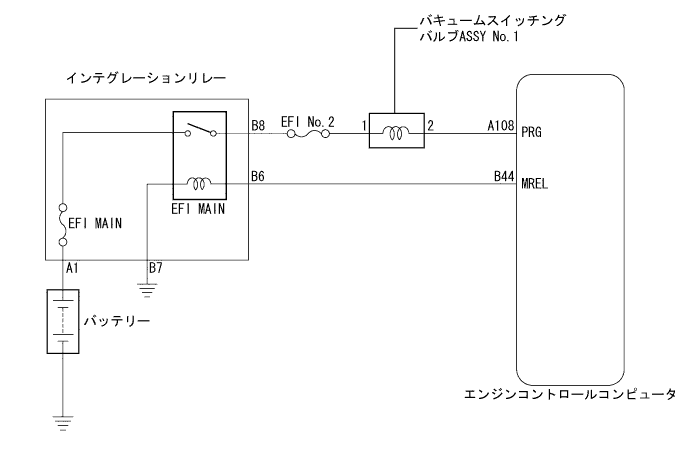 バキュームスイッチング
バルブASSY No.1
インテグレーションリレー
B8
EFI No.2
1
2
A108
PRG
B6
B44
MREL
EFI MAIN
EFI MAIN
A1
B7
バッテリー
エンジンコントロールコンピュータ